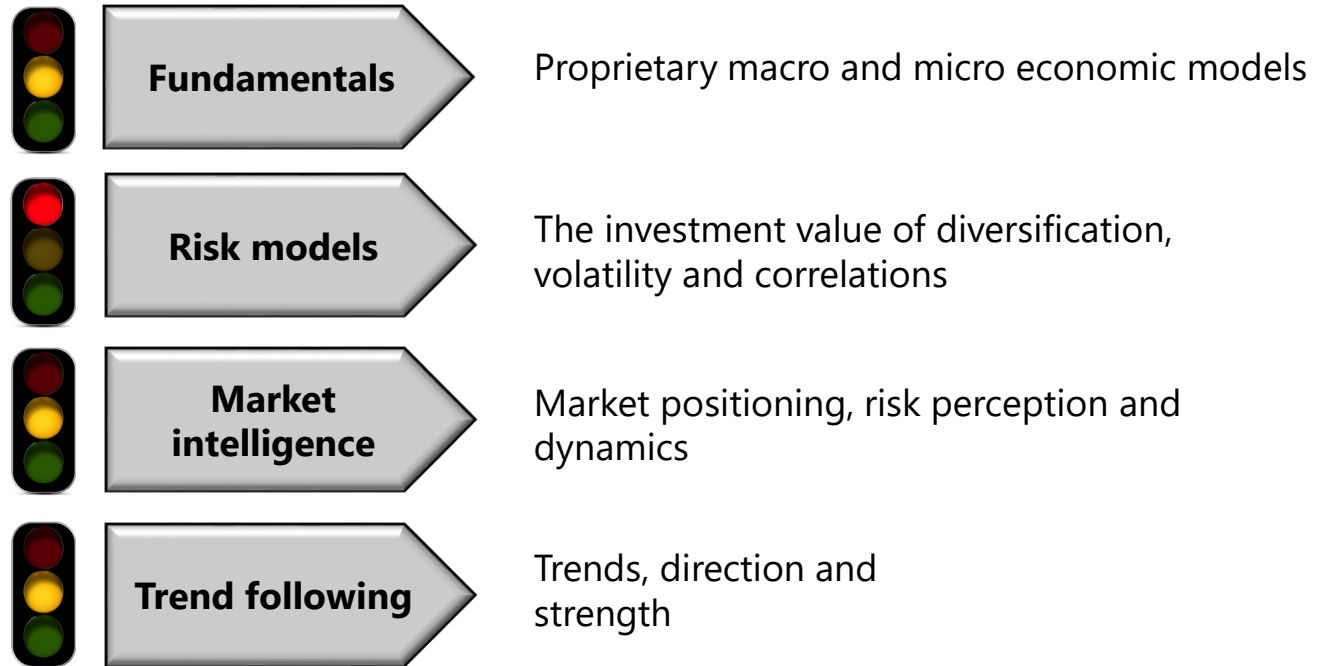 Fundamentals
Proprietary macro and micro economic models
Risk models
The investment value of diversification,
volatility and correlations
Market
intelligence
Market positioning, risk perception and
dynamics
Trend following
Trends, direction and
strength